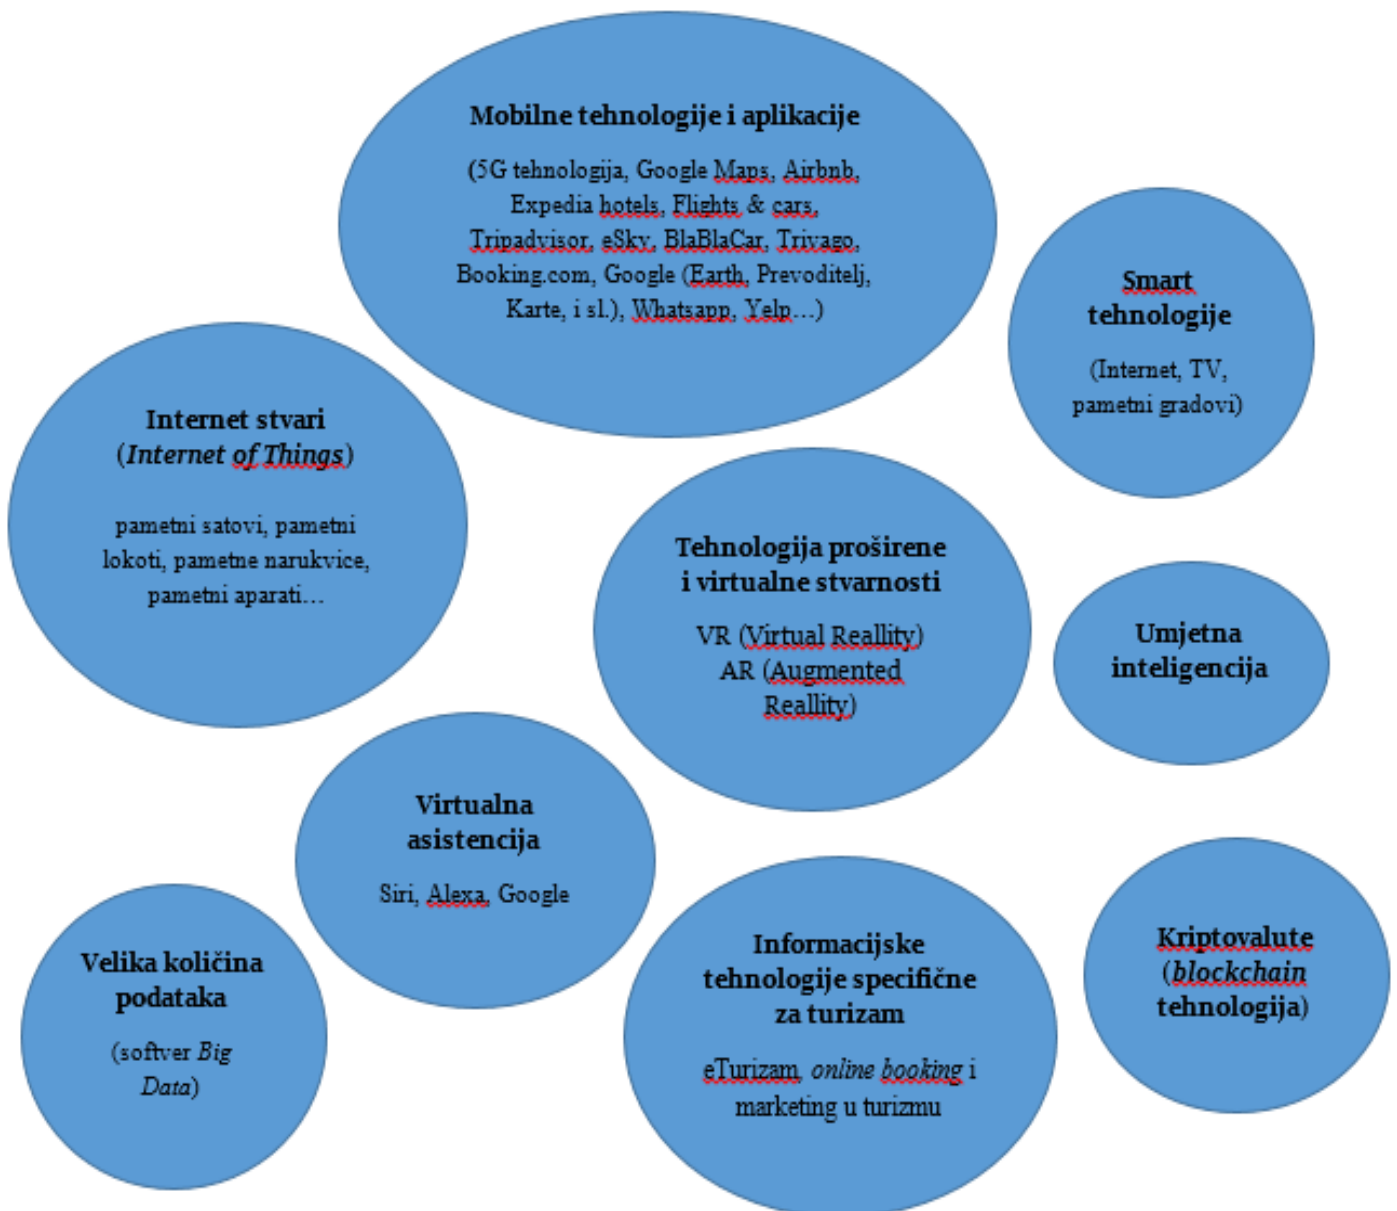 Mobilne tehnologije i aplikacije
(5G tehnologija, Google Maps, Airbnb,
Expedia hotels, Flights & cars,
Tripadvisor, eSky, BlaBlaCar, Trivago,
Booking.com, Google (Earth, Prevoditelj,
Karte, i sl.), Whatsapp, Yelp…)
Smart
tehnologije
(Internet, TV,
pametni gradovi)
Internet stvari
(Internet of Things)
pametni satovi, pametni
lokoti, pametne narukvice,
pametni aparati…
Tehnologija proširene
i virtualne stvarnosti
VR (Virtual Reallity)
AR (Augmented
Reallity)
Umjetna
inteligencija
Virtualna
asistencija
Siri, Alexa, Google
Velika količina
podataka
(softver Big
Data)
Informacijske
tehnologije specifične
za turizam
eTurizam, online booking i
marketing u turizmu
Kriptovalute
(blockchain
tehnologija)